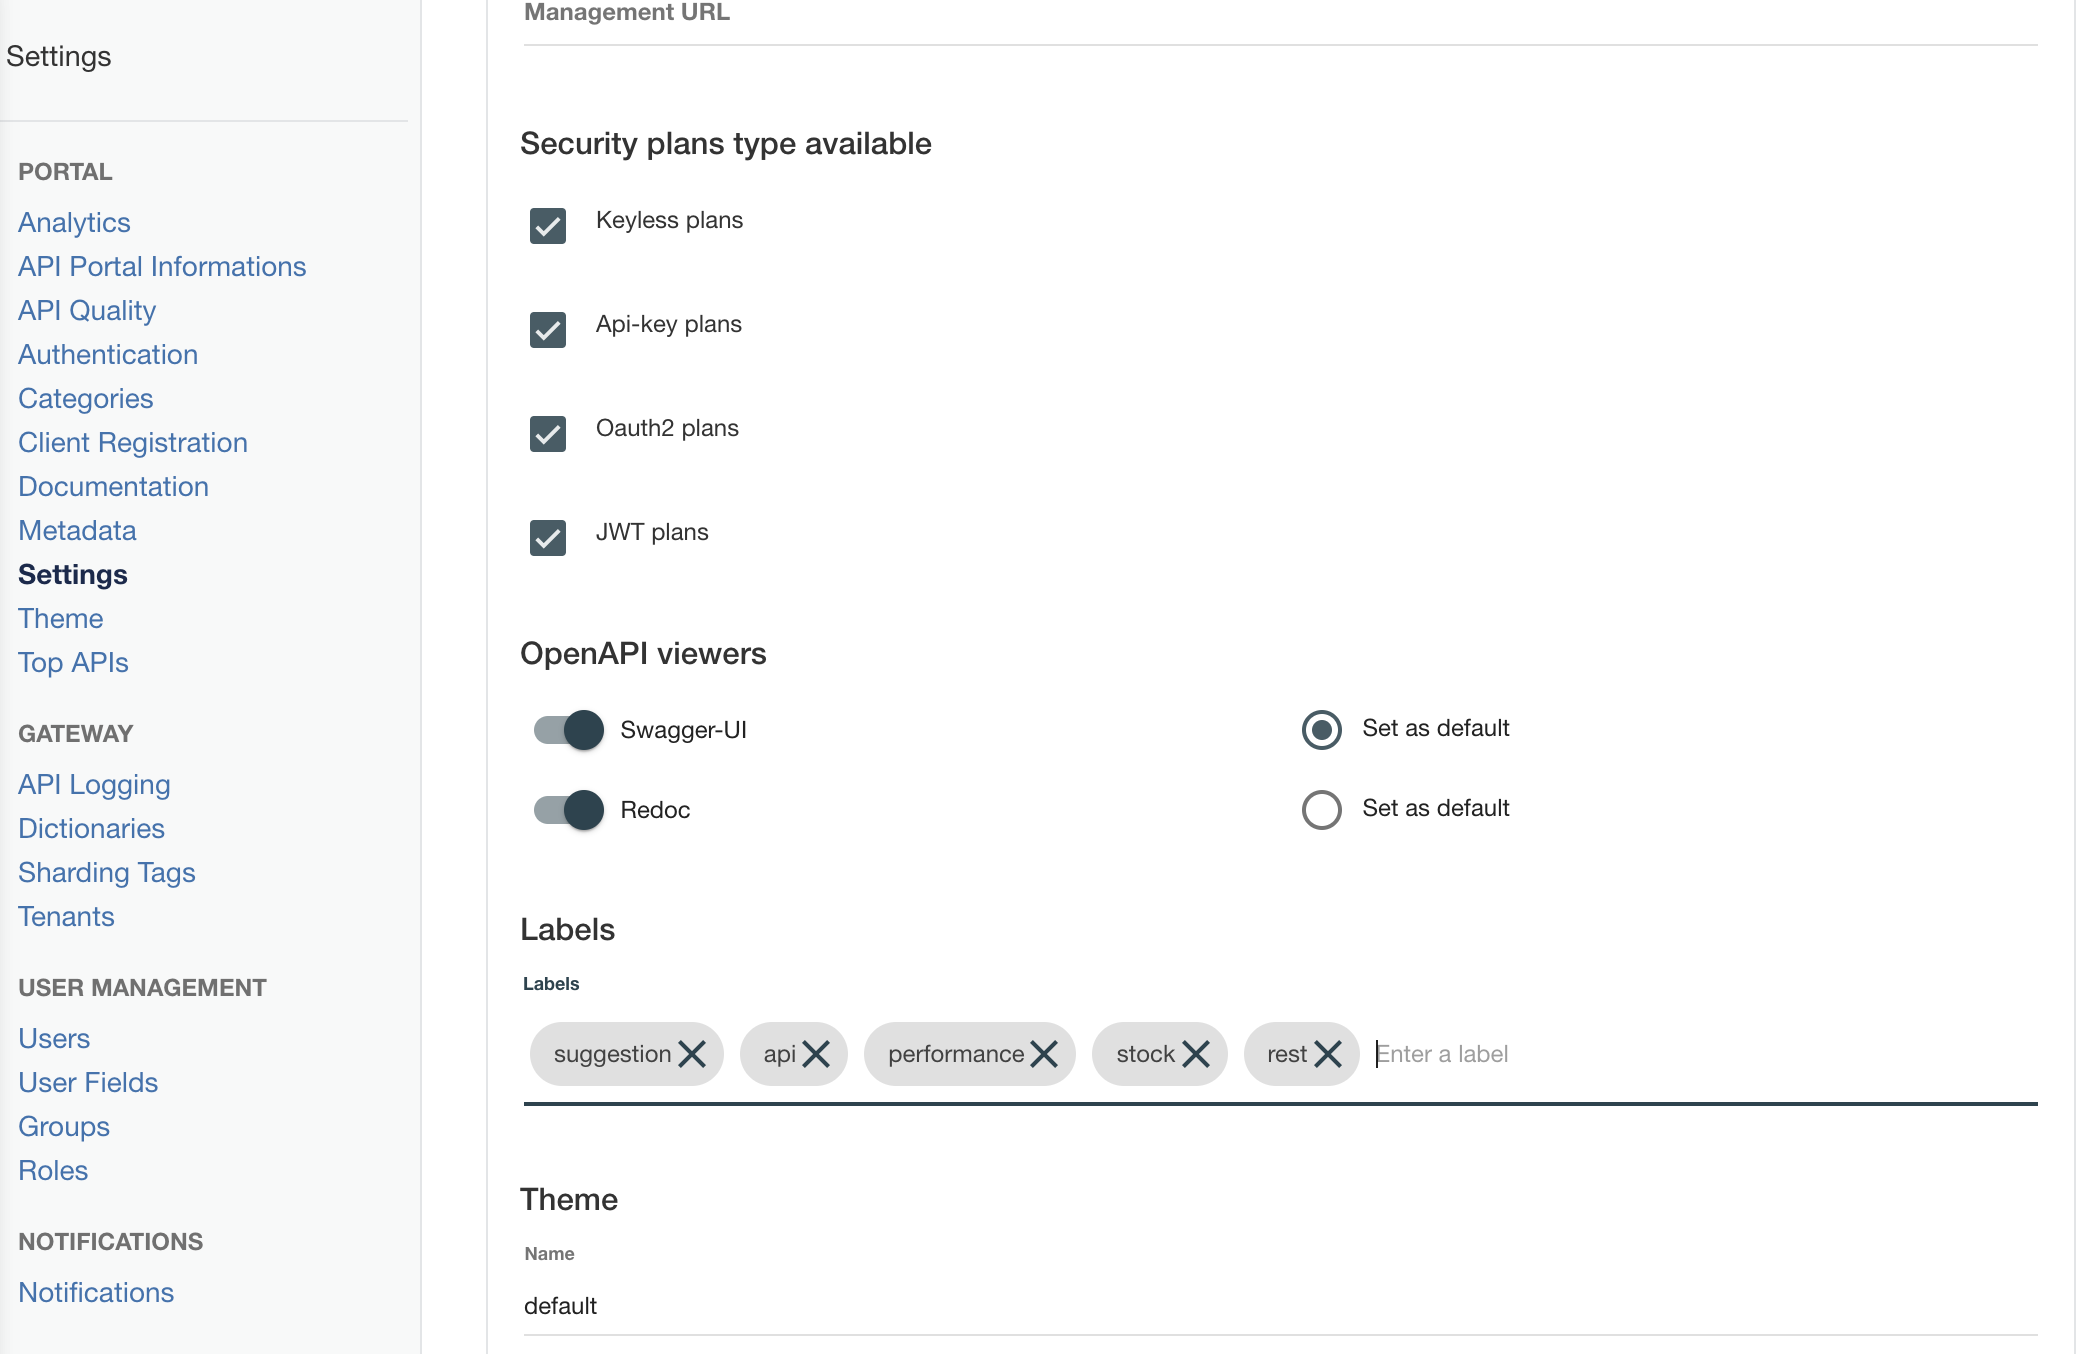 Settings
PORTAL
Analytics
API Portal Informations
API Quality
Authentication
Categories
Client Registration
Documentation
Metadata
Settings
Theme
Top APIs
GATEWAY
API Logging
Dictionaries
Sharding Tags
Tenants
USER MANAGEMENT
Users
User Fields
Groups
Roles
NOTIFICATIONS
Notifications
Management URL
Security plans type available
Keyless plans
Api-key plans
Oauth2 plans
JWT plans
OpenAPI viewers
Swagger-UI Set as default
Redoc Set as default
Labels
Labels
suggestion api performance stock rest Enter a label
Theme
Name
default